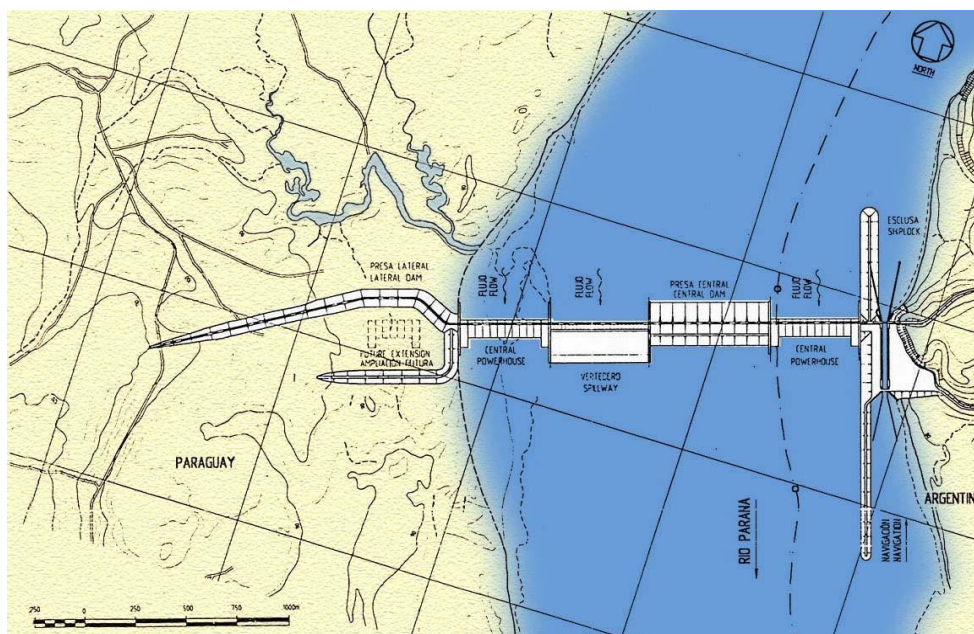 NORTH
ESCLUSA
SHIPLOCK
PRESA LATERAL
LATERAL DAM
FLUJO
FLOW
FLUJO
FLOW
PRESA CENTRAL
CENTRAL DAM
FLUJO
FLOW
FUTURE EXTENSION
AMPLIACION FUTURA
CENTRAL
POWERHOUSE
VERTEDERO
SPILLWAY
CENTRAL
POWERHOUSE
PARAGUAY
ARGENTIN
RIO PARANA
NAVIGACIÓN
NAVIGATION
250 0 250 500 750 1000m